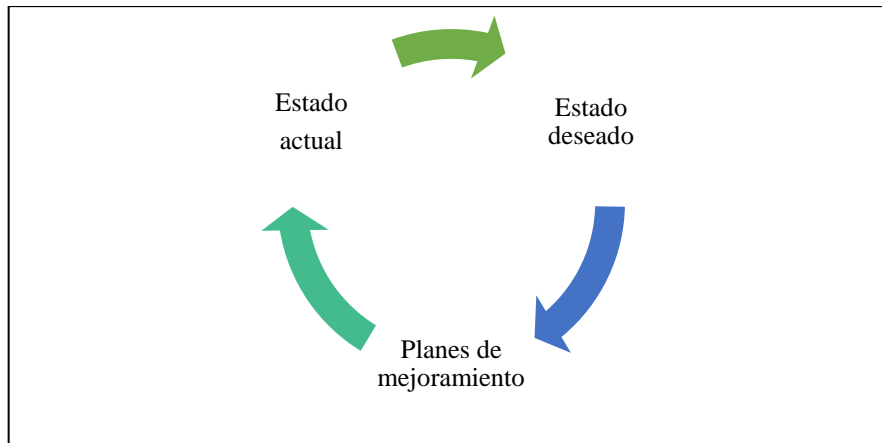 Estado
actual
Estado
deseado
Planes de
mejoramiento